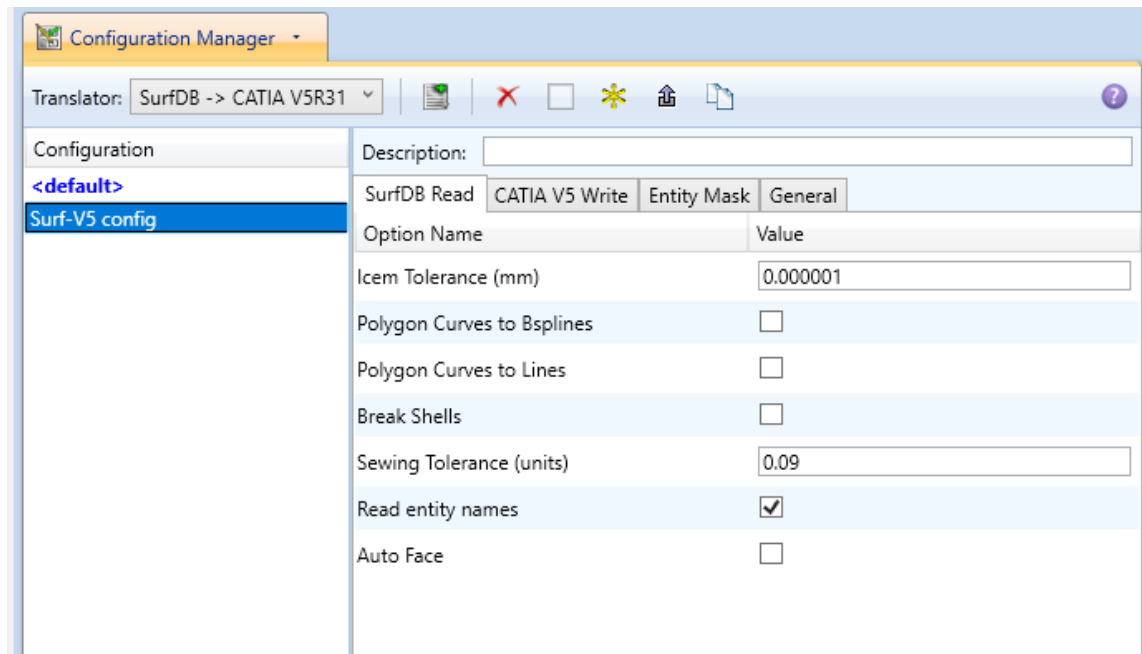 Configuration Manager
Translator: SurfDB -> CATIA V5R31
Configuration
<default>
Surf-V5 config
Description:
SurfDB Read CATIA V5 Write Entity Mask General
Option Name Value
Icem Tolerance (mm) 0.000001
Polygon Curves to Bsplines
Polygon Curves to Lines
Break Shells
Sewing Tolerance (units) 0.09
Read entity names
Auto Face